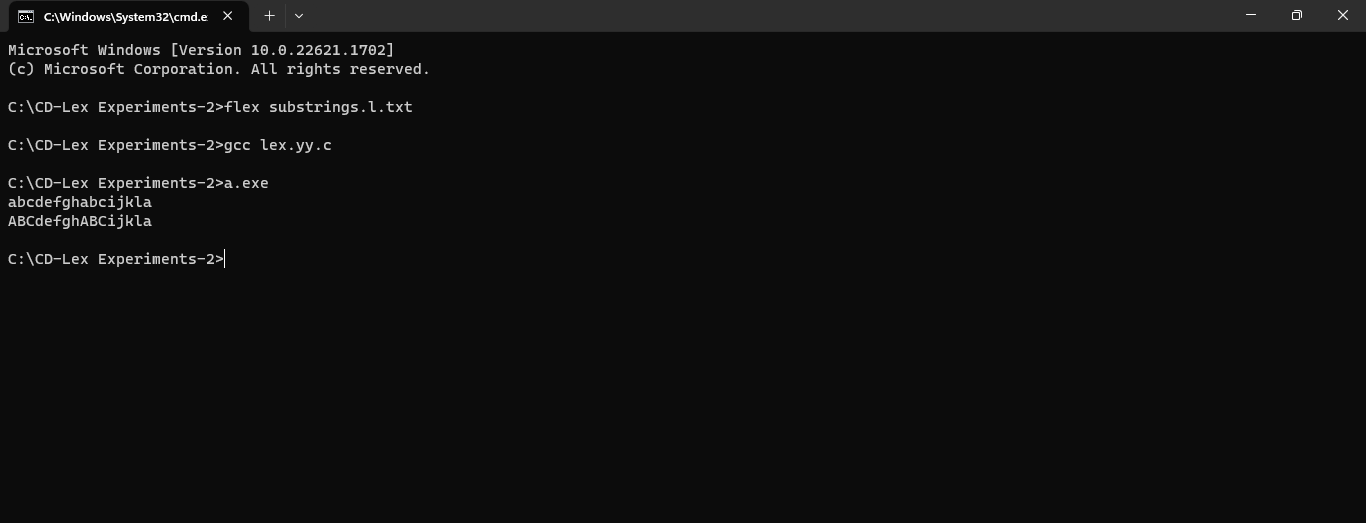 C:\Windows\System32\cmd.e
Microsoft Windows [Version 10.0.22621.1702]
(c) Microsoft Corporation. All rights reserved.
C:\CD-Lex Experiments-2>flex substrings.l.txt
C:\CD-Lex Experiments-2>gcc lex.yy.c
C:\CD-Lex Experiments-2>a.exe
abcdefghabcijkla
ABCdefghABCijkla
C:\CD-Lex Experiments-2>